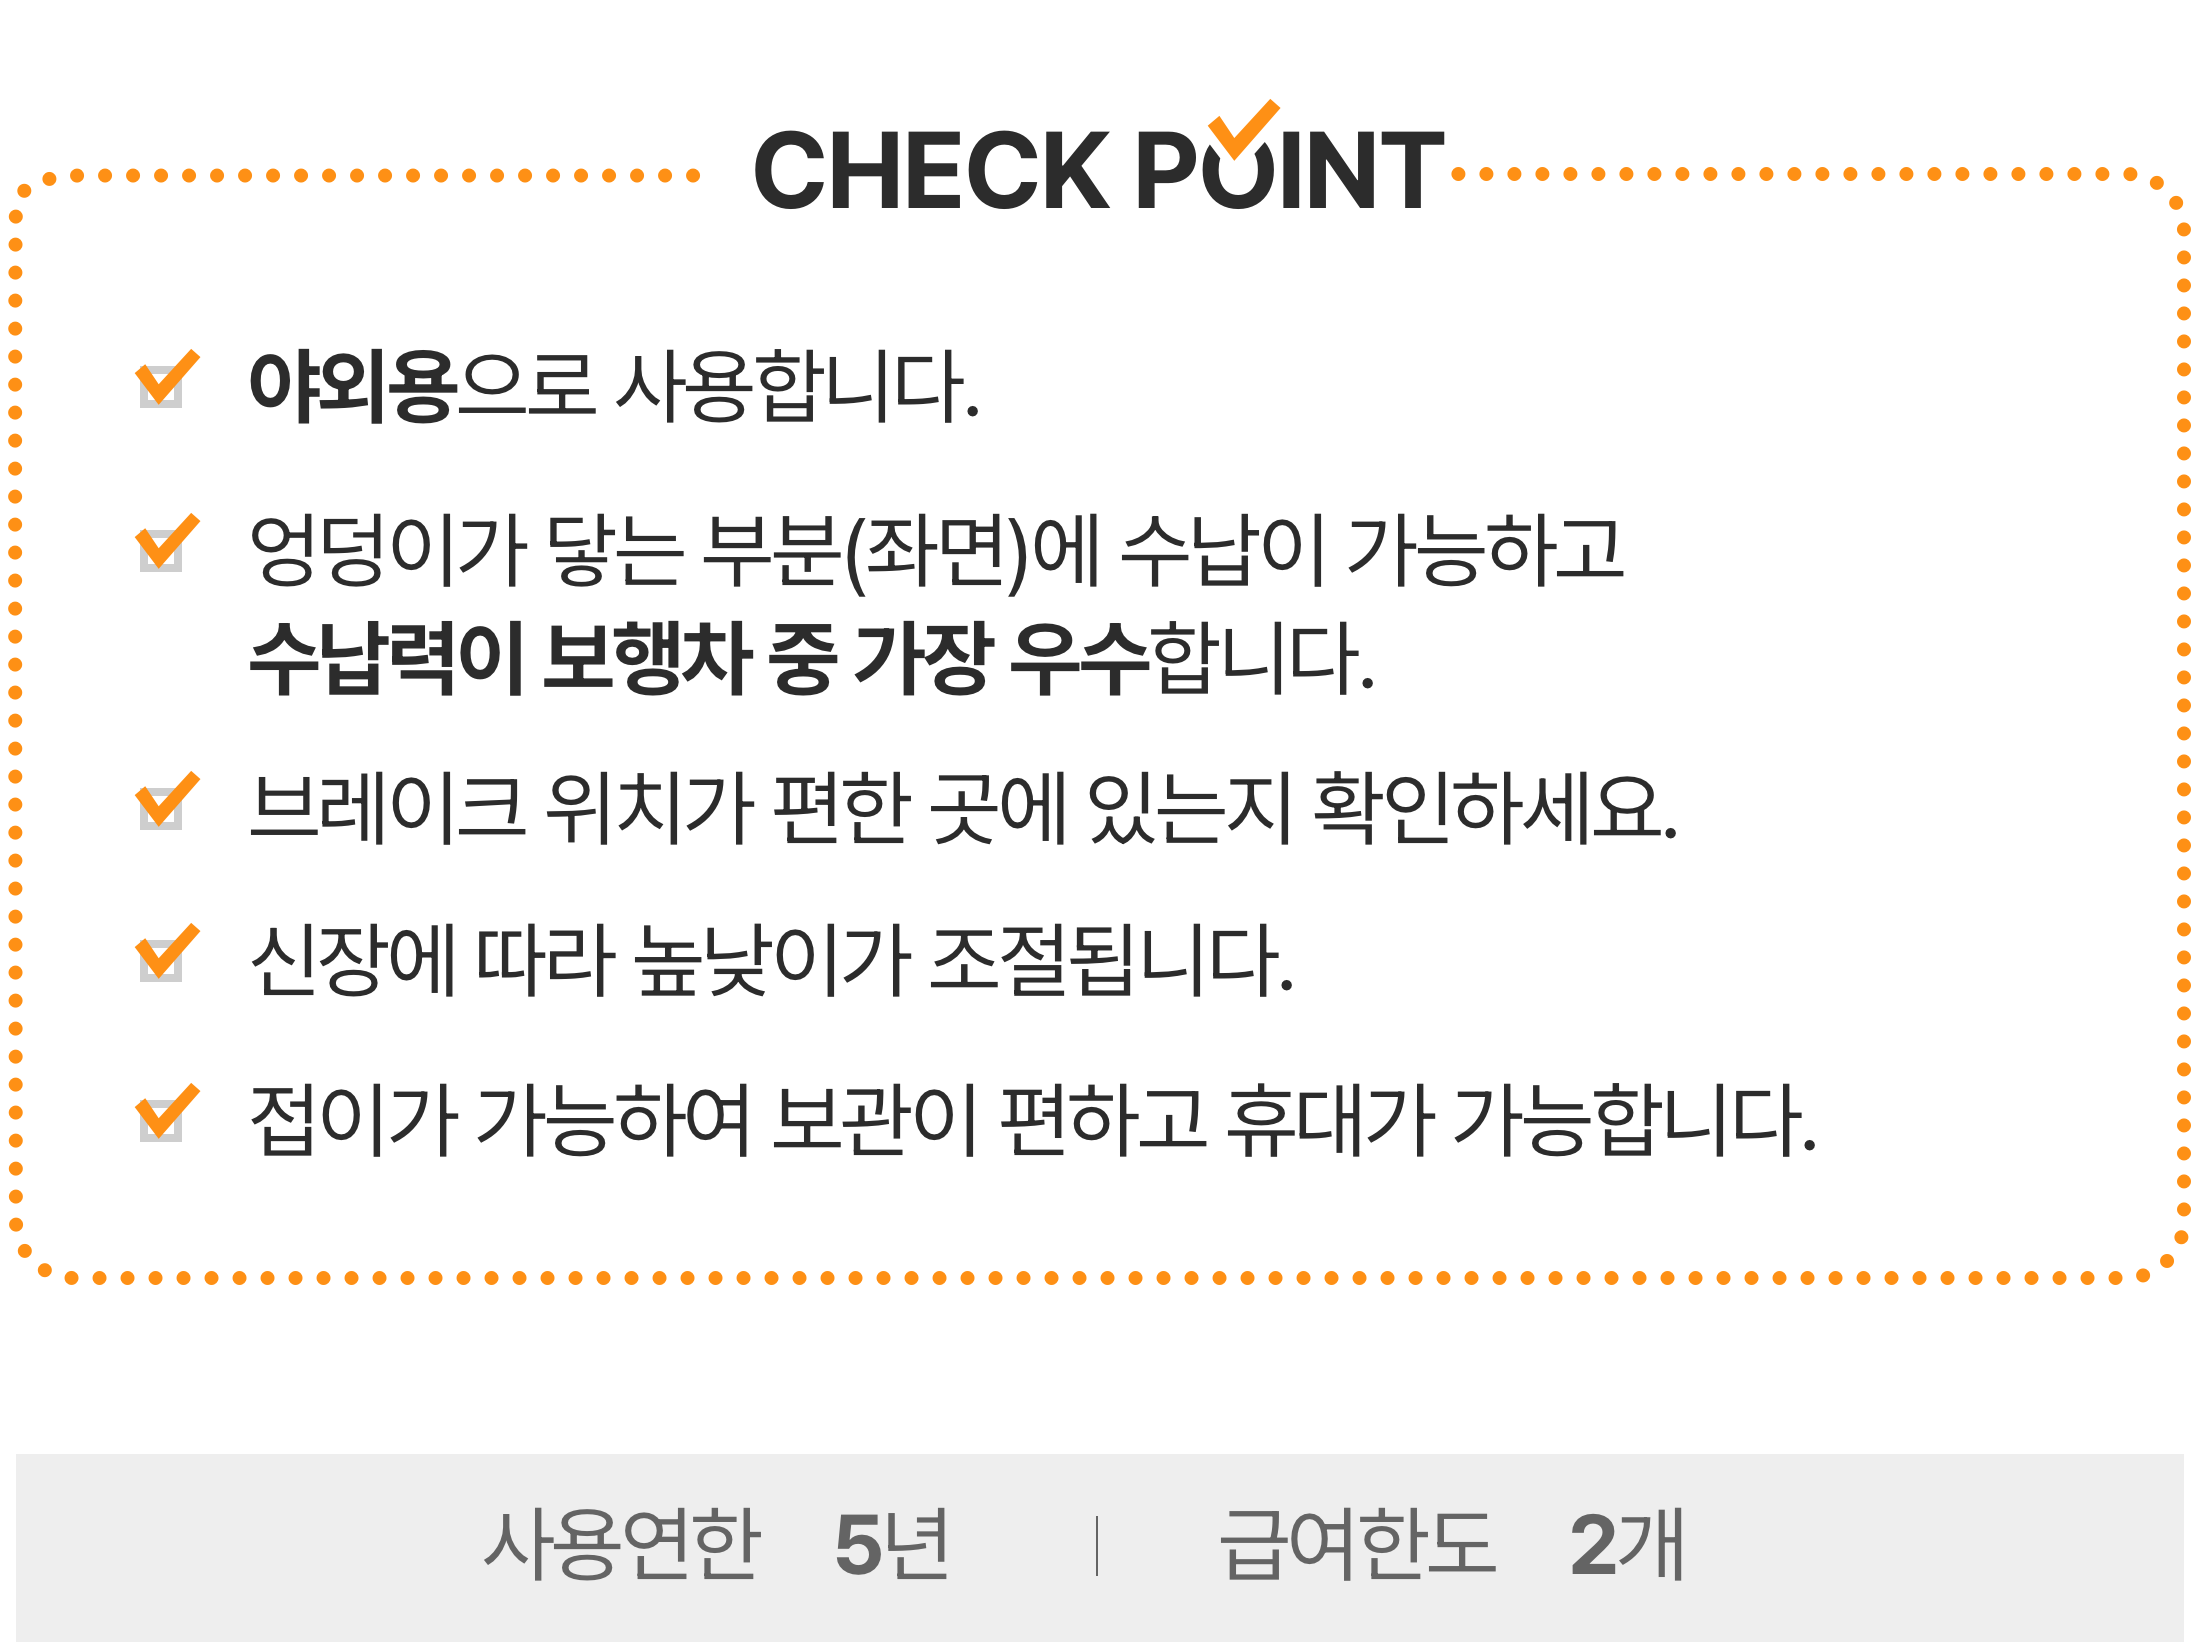 CHECK POINT
야외용으로 사용합니다.
엉덩이가 닿는 부분(좌면)에 수납이 가능하고
수납력이 보행차 중 가장 우수합니다.
브레이크 위치가 편한 곳에 있는지 확인하세요.
신장에 따라 높낮이가 조절됩니다.
접이가 가능하여 보관이 편하고 휴대가 가능합니다.
사용연한 5년 | 급여한도 2개